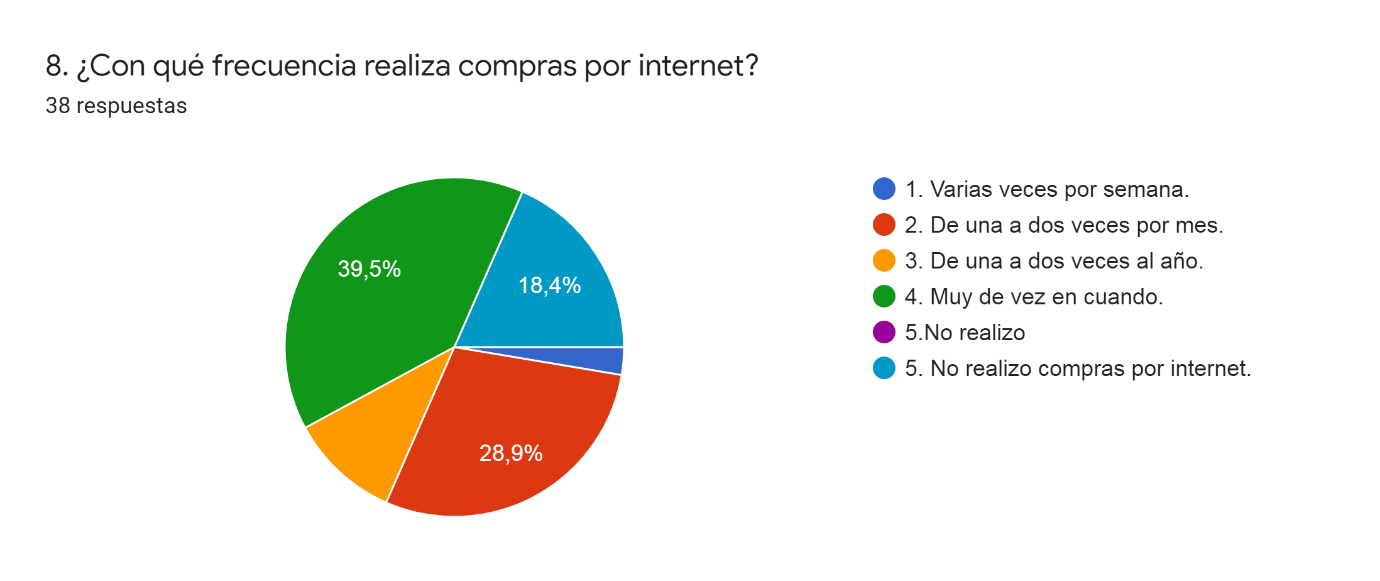 8. ¿Con qué frecuencia realiza compras por internet?
38 respuestas
39,5%
18,4%
28,9%
1. Varias veces por semana.
2. De una a dos veces por mes.
3. De una a dos veces al año.
4. Muy de vez en cuando.
5.No realizo
5. No realizo compras por internet.